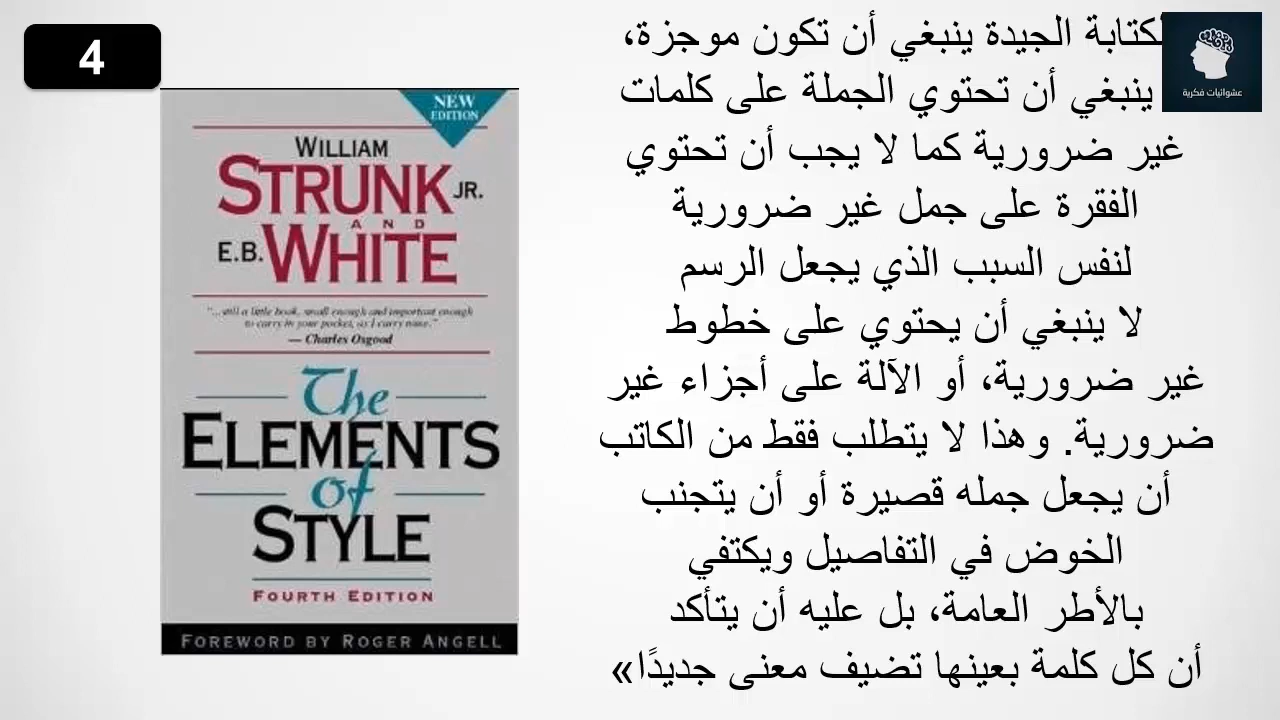 4
NEW
EDITION
WILLIAM
STRUNK JR.
AND
E.B. WHITE
"...still a little book, small enough and important enough
to carry in your pocket, as I carry mine."
— Charles Osgood
The
ELEMENTS
of
STYLE
FOURTH EDITION
FOREWORD BY ROGER ANGELL
عشوائيات فكرية
لكتابة الجيدة ينبغي أن تكون موجزة،
ينبغي أن تحتوي الجملة على كلمات
غير ضرورية كما لا يجب أن تحتوي
الفقرة على جمل غير ضرورية
لنفس السبب الذي يجعل الرسم
لا ينبغي أن يحتوي على خطوط
غير ضرورية، أو الآلة على أجزاء غير
ضرورية. وهذا لا يتطلب فقط من الكاتب
أن يجعل جمله قصيرة أو أن يتجنب
الخوض في التفاصيل ويكتفي
بالأطر العامة، بل عليه أن يتأكد
أن كل كلمة بعينها تضيف معنى جديدًا»